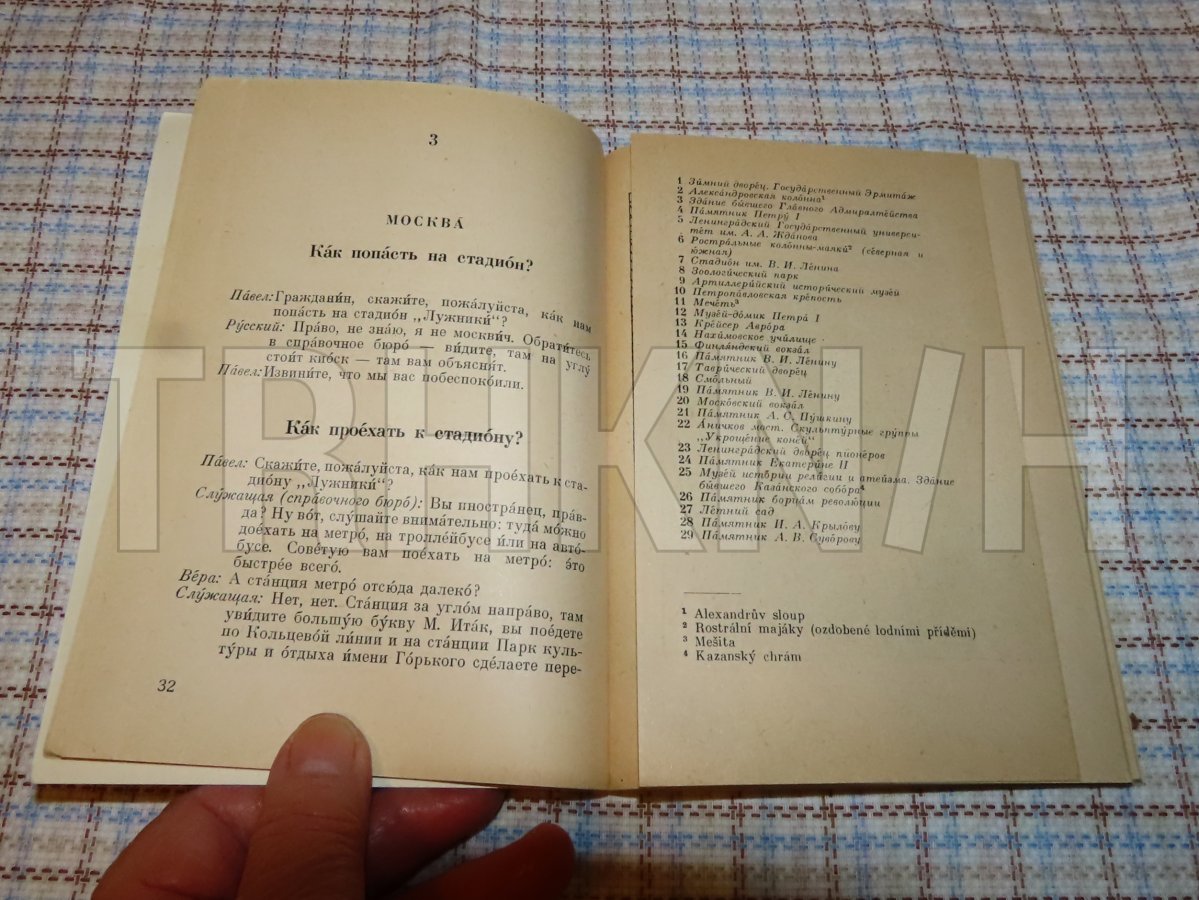 3
МОСКВА́
Ка́к попа́сть на стадио́н?
Па́вел: Граждани́н, скажи́те, пожа́луйста, ка́к нам
попа́сть на стадио́н „Лужники́“?
Ру́сский: Пра́во, не зна́ю, я не москви́ч. Обрати́тесь
в спра́вочное бюро́ — ви́дите, там на углу́
стои́т кио́ск — там вам объясня́т.
Па́вел: Извини́те, что мы вас побеспоко́или.
Ка́к прое́хать к стадио́ну?
Па́вел: Скажи́те, пожа́луйста, ка́к нам прое́хать к ста-
дио́ну „Лужники́“?
Слу́жащая (спра́вочного бюро́): Вы иностра́нец, пра́в-
да? Ну во́т, слу́шайте внима́тельно: туда́ мо́жно
дое́хать на метро́, на тролле́йбусе и́ли на авто́-
бусе. Сове́тую вам пое́хать на метро́: э́то
быстре́е всего́.
Ве́ра: А ста́нция метро́ отсю́да далеко́?
Слу́жащая: Нет, нет. Ста́нция за угло́м напра́во, там
уви́дите большу́ю бу́кву М. Ита́к, вы пое́дете
по Кольцево́й ли́нии и на ста́нции Парк куль-
ту́ры и о́тдыха и́мени Го́рького сде́лаете пере-
32
1 Зи́мний дворе́ц. Госуда́рственный Эрмита́ж
2 Алекса́ндровская коло́нна¹
3 Зда́ние бы́вшего Гла́вного Адмиралте́йства
4 Па́мятник Петру́ I
5 Ленингра́дский Госуда́рственный университе-
те́т им. А. А. Жда́нова
6 Ростра́льные коло́нны-маяки́² (се́верная и
ю́жная)
7 Стадио́н им. В. И. Ле́нина
8 Зоологи́ческий парк
9 Артиллери́йский истори́ческий музе́й
10 Петропа́вловская кре́пость
11 Мече́ть³
12 Музе́й-до́мик Петра́ I
13 Кре́йсер Авро́ра
14 Нахи́мовское учи́лище
15 Финля́ндский вокза́л
16 Па́мятник В. И. Ле́нину
17 Таври́ческий дворе́ц
18 Смо́льный
19 Па́мятник В. И. Ле́нину
20 Моско́вский вокза́л
21 Па́мятник А. С. Пу́шкину
22 А́ничков мост. Скульпту́рные гру́ппы
„Укроще́ние коне́й“
23 Ленингра́дский дворе́ц пионе́ров
24 Па́мятник Екатери́не II
25 Музе́й исто́рии рели́гии и атеи́зма. Зда́ние
бы́вшего Каза́нского собо́ра⁴
26 Па́мятник борца́м револю́ции
27 Ле́тний сад
28 Па́мятник И. А. Крыло́ву
29 Па́мятник А. В. Суво́рову
¹ Alexandrův sloup
² Rostrální majáky (ozdobené lodními příděmi)
³ Mešita
⁴ Kazanský chrám